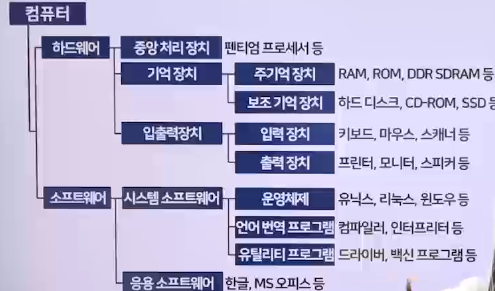 컴퓨터
하드웨어 중앙 처리 장치 펜티엄 프로세서 등
기억 장치 주기억 장치 RAM, ROM, DDR SDRAM 등
보조 기억 장치 하드 디스크, CD-ROM, SSD 등
입출력장치 입력 장치 키보드, 마우스, 스캐너 등
출력 장치 프린터, 모니터, 스피커 등
소프트웨어 시스템 소프트웨어 운영체제 유닉스, 리눅스, 윈도우 등
언어 번역 프로그램 컴파일러, 인터프리터 등
유틸리티 프로그램 드라이버, 백신 프로그램 등
응용 소프트웨어 한글, MS 오피스 등